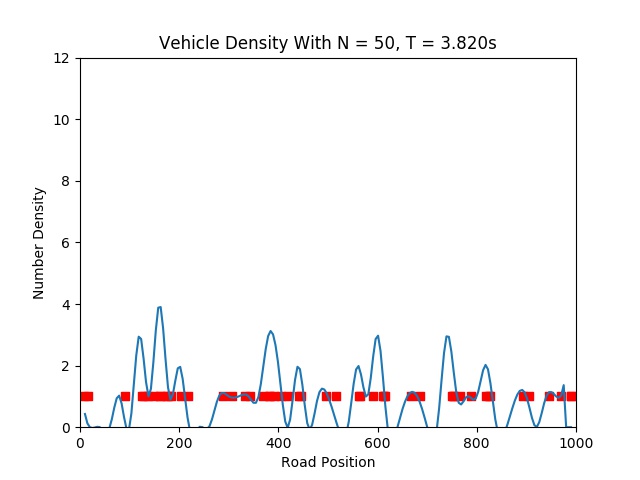 Vehicle Density With N = 50, T = 3.820s
12
10
8
6
4
2
0
Number Density
0 200 400 600 800 1000
Road Position